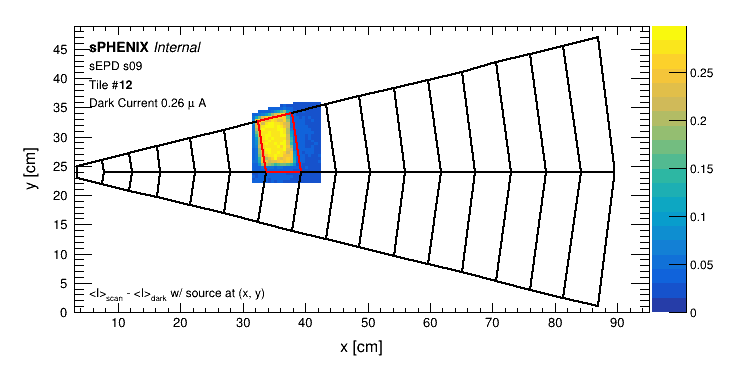 sPHENIX Internal
sEPD s09
Tile #12
Dark Current 0.26 μ A
<I>scan - <I>dark w/ source at (x, y)
y [cm]
45
40
35
30
25
20
15
10
5
0
10 20 30 40 50 60 70 80 90
x [cm]
0.25
0.2
0.15
0.1
0.05
0